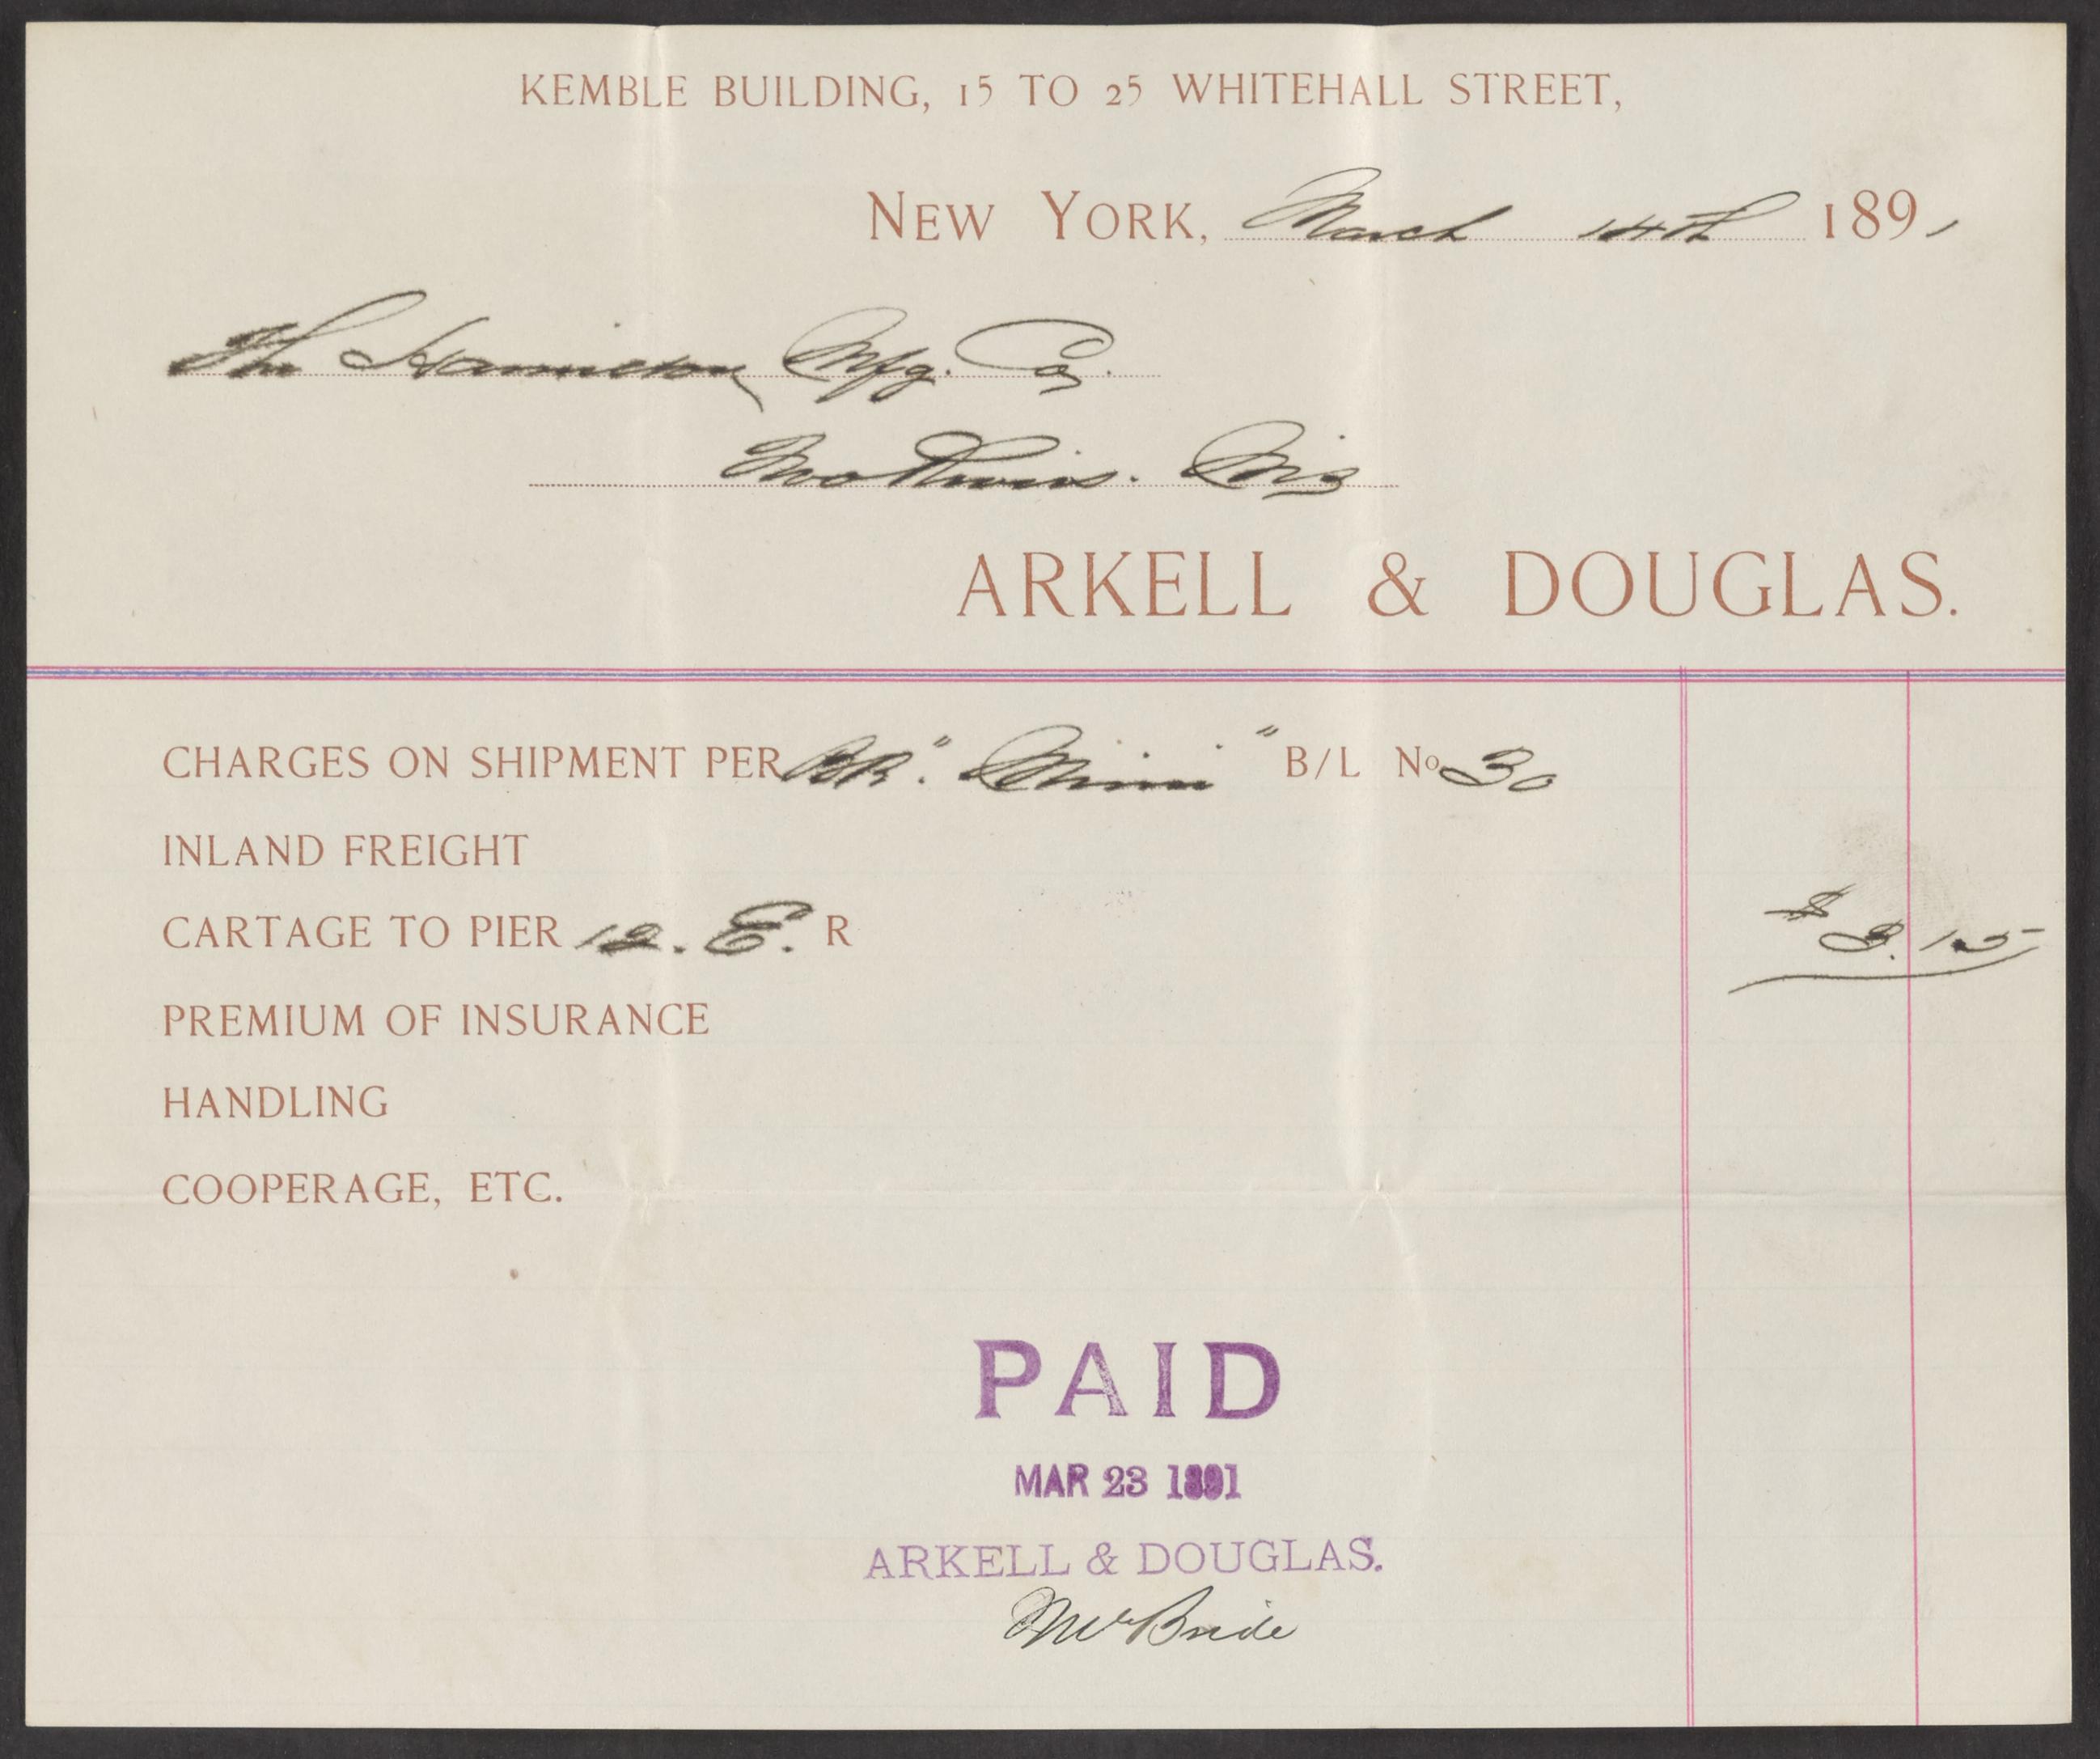 KEMBLE BUILDING, 15 TO 25 WHITEHALL STREET,
NEW YORK, March 14th 1891
The Hamilton Mfg. Co.
Two Rivers. Wis
ARKELL & DOUGLAS.
CHARGES ON SHIPMENT PER BK. "Mimi" B/L No 30
INLAND FREIGHT
CARTAGE TO PIER 12. E. R $3.15
PREMIUM OF INSURANCE
HANDLING
COOPERAGE, ETC.
PAID
MAR 23 1891
ARKELL & DOUGLAS.
McBride